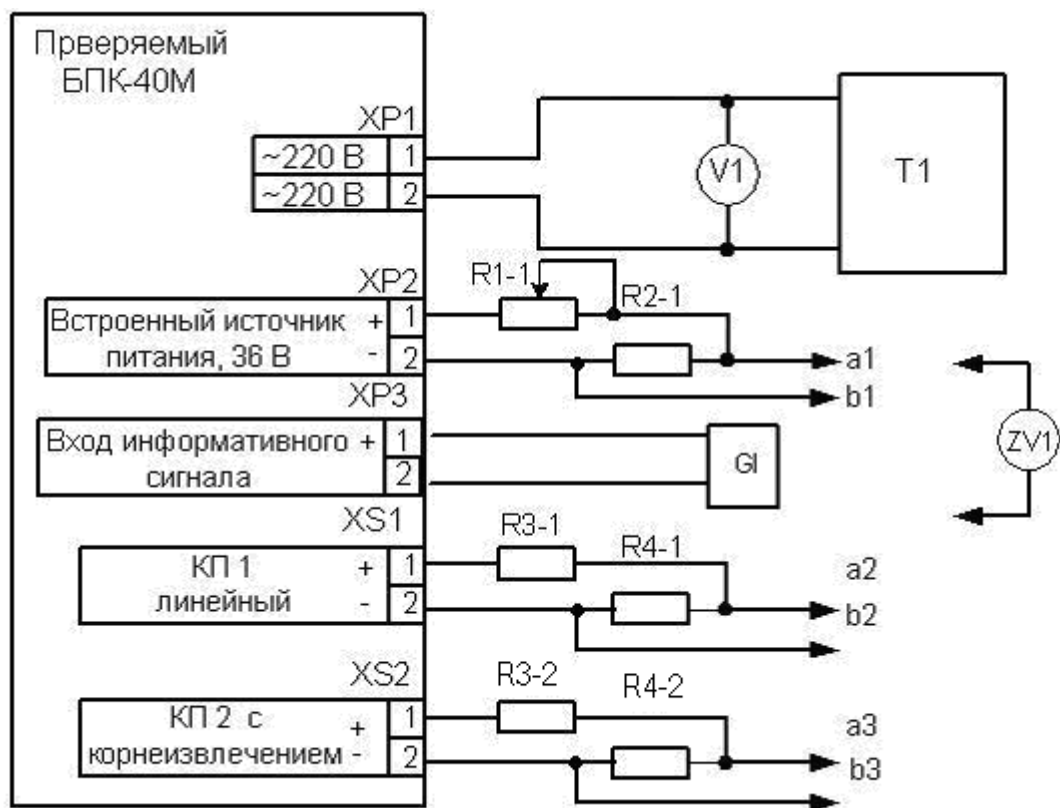 Прверяемый
БПК-40М
XP1
~220 В 1
~220 В 2
V1
T1
XP2
R1-1
R2-1
Встроенный источник + 1
питания, 36 В - 2
a1
b1
XP3
Вход информативного + 1
сигнала 2
GI
ZV1
XS1
R3-1
R4-1
КП 1 + 1
линейный - 2
a2
b2
XS2
R3-2
R4-2
КП 2 с + 1
корнеизвлечением - 2
a3
b3